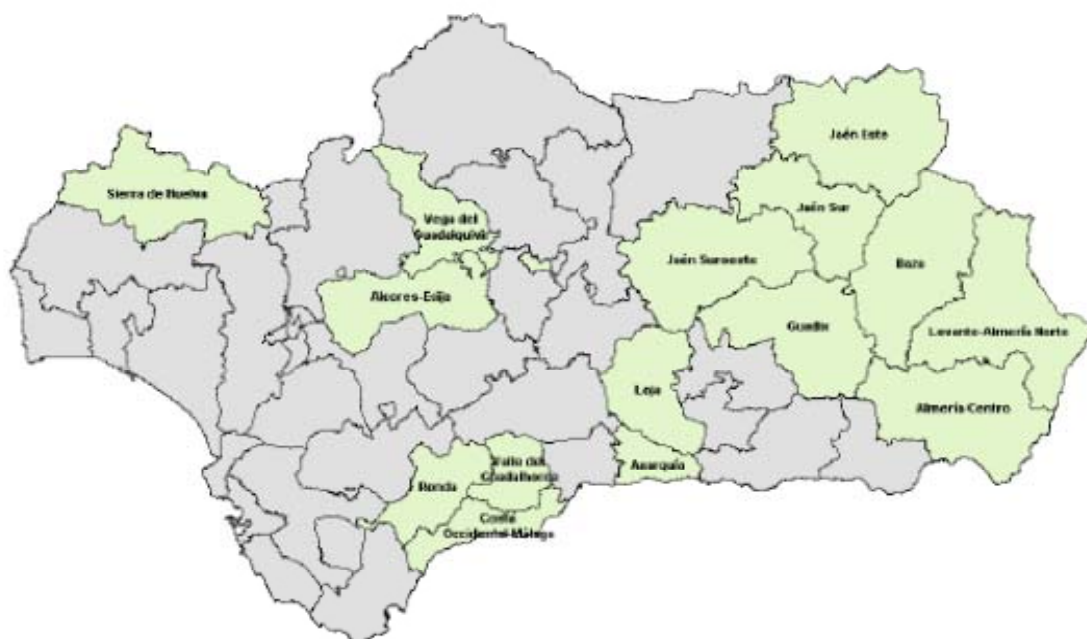 Jaén Este
Sierra de Huelva
Jaén Sur
Vega del
Guadalquivir
Jaén Suroeste
Baza
Alcores-Ecija
Guadix
Levante-Almería Norte
Loja
Almería Centro
Axarquía
Valle del
Guadalhorce
Ronda
Costa
Occidental-Málaga